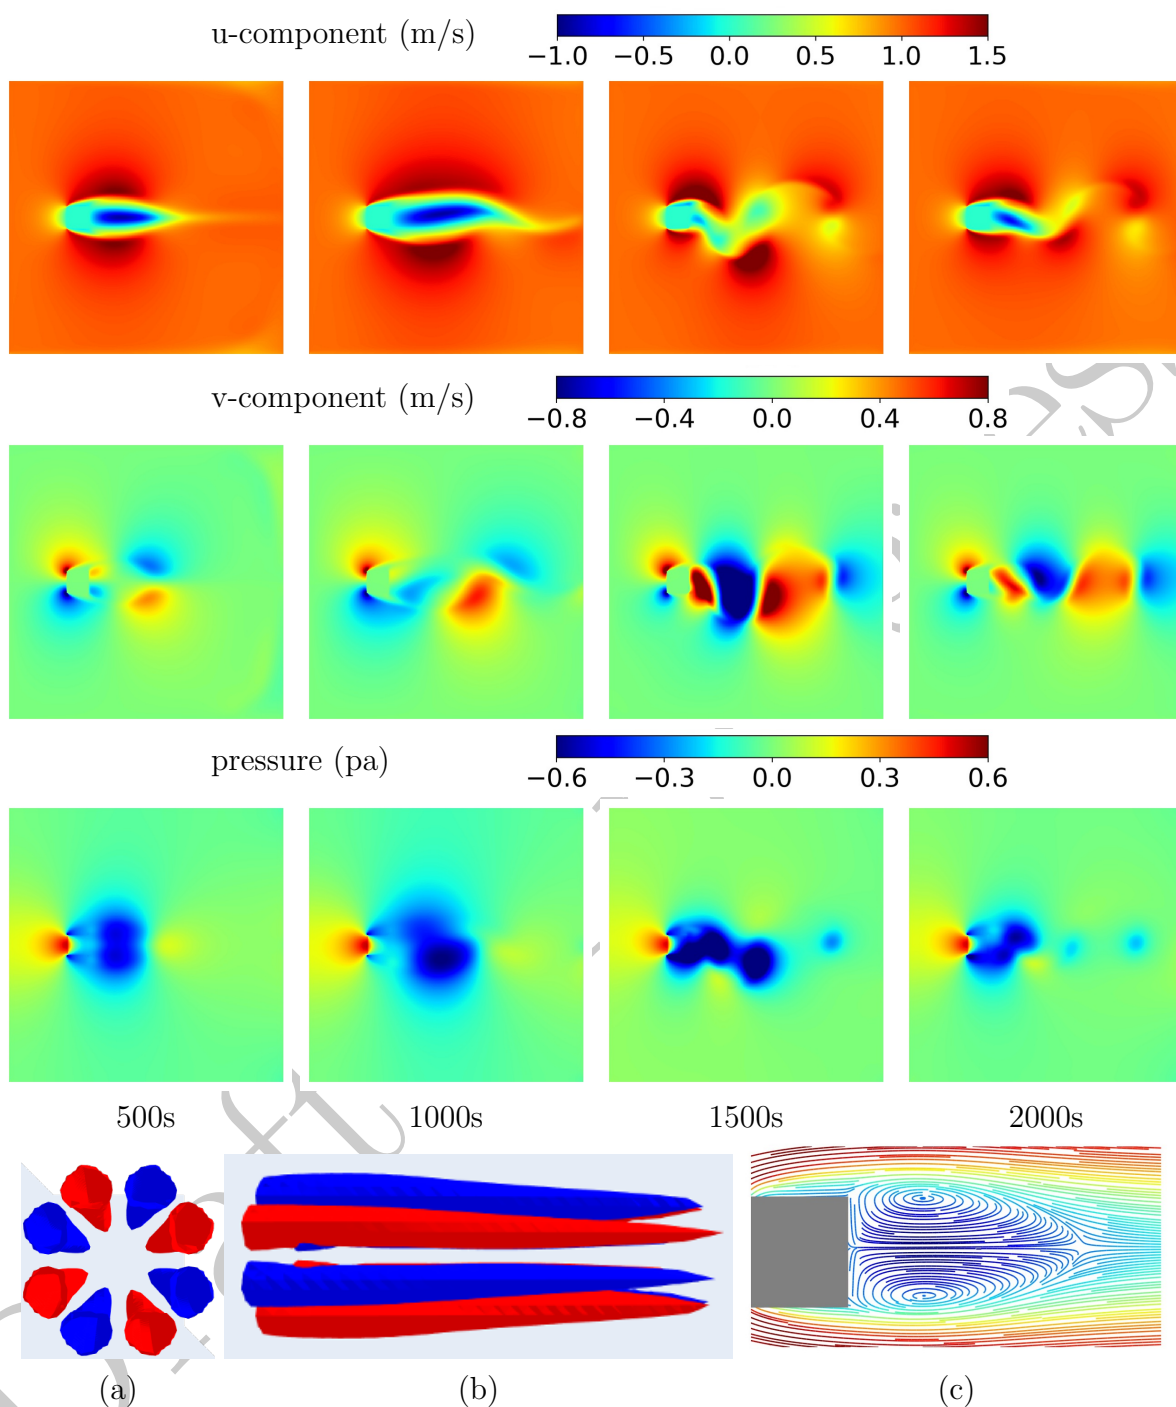 u-component (m/s)
−1.0 −0.5 0.0 0.5 1.0 1.5
v-component (m/s)
−0.8 −0.4 0.0 0.4 0.8
pressure (pa)
−0.6 −0.3 0.0 0.3 0.6
500s 1000s 1500s 2000s
(a) (b) (c)